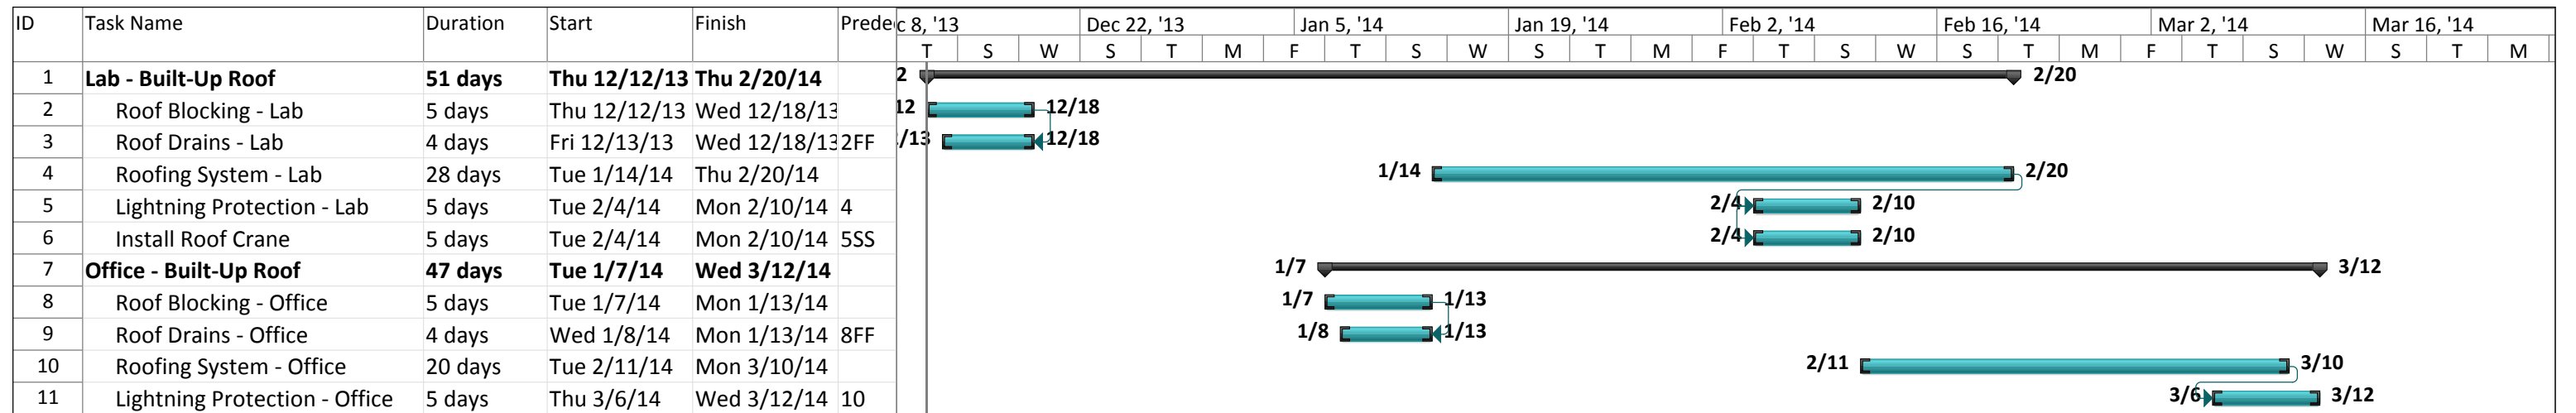 ID Task Name Duration Start Finish Predec 8, '13 Dec 22, '13 Jan 5, '14 Jan 19, '14 Feb 2, '14 Feb 16, '14 Mar 2, '14 Mar 16, '14
T S W S T M F T S W S T M F T S W S T M F T S W S T M
1 Lab - Built-Up Roof 51 days Thu 12/12/13 Thu 2/20/14 2 2/20
2 Roof Blocking - Lab 5 days Thu 12/12/13 Wed 12/18/13 12 12/18
3 Roof Drains - Lab 4 days Fri 12/13/13 Wed 12/18/13 2FF /13 12/18
4 Roofing System - Lab 28 days Tue 1/14/14 Thu 2/20/14 1/14 2/20
5 Lightning Protection - Lab 5 days Tue 2/4/14 Mon 2/10/14 4 2/4 2/10
6 Install Roof Crane 5 days Tue 2/4/14 Mon 2/10/14 5SS 2/4 2/10
7 Office - Built-Up Roof 47 days Tue 1/7/14 Wed 3/12/14 1/7 3/12
8 Roof Blocking - Office 5 days Tue 1/7/14 Mon 1/13/14 1/7 1/13
9 Roof Drains - Office 4 days Wed 1/8/14 Mon 1/13/14 8FF 1/8 1/13
10 Roofing System - Office 20 days Tue 2/11/14 Mon 3/10/14 2/11 3/10
11 Lightning Protection - Office 5 days Thu 3/6/14 Wed 3/12/14 10 3/6 3/12